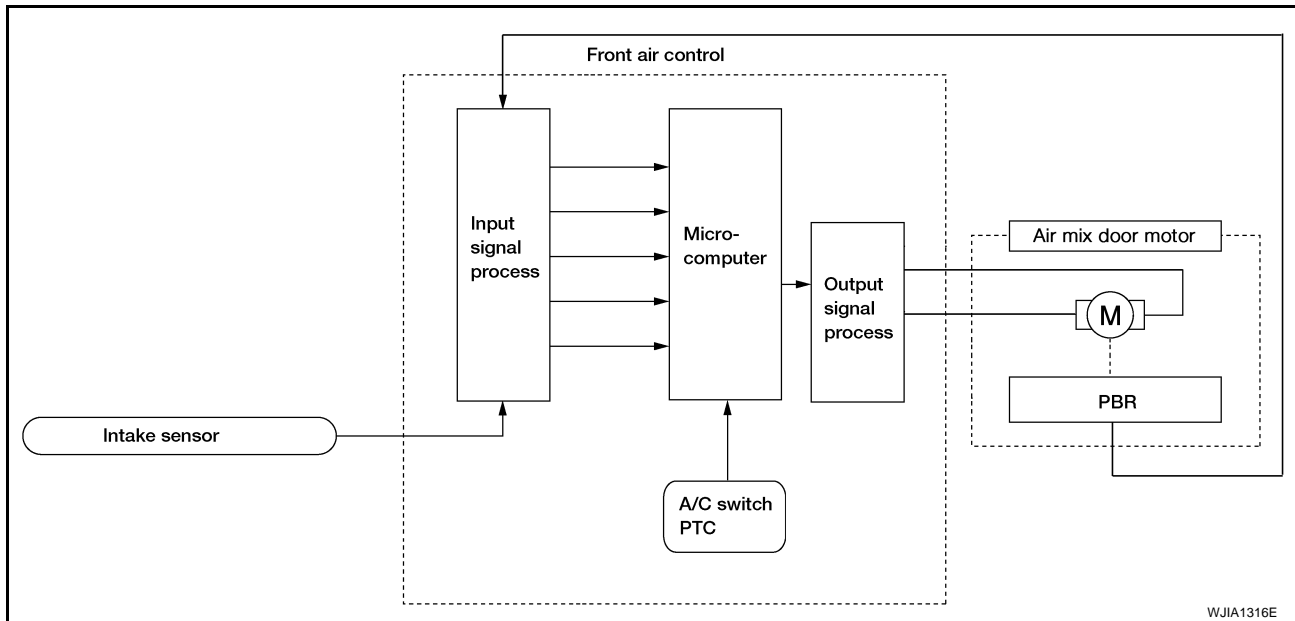 Front air control
Input
signal
process
Micro-
computer
Output
signal
process
Air mix door motor
M
PBR
Intake sensor
A/C switch
PTC
WJIA1316E